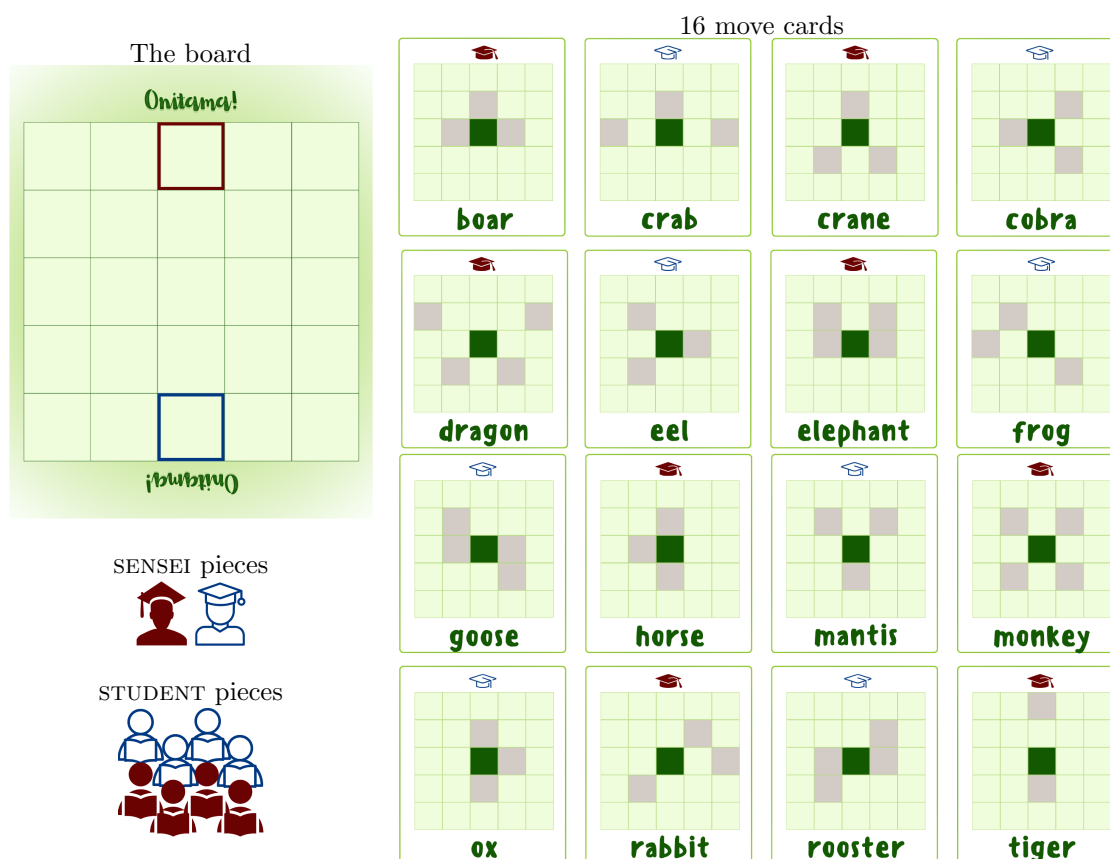 16 move cards
The board
Onitama!
Onitama!
SENSEI pieces
STUDENT pieces
boar
crab
crane
cobra
dragon
eel
elephant
frog
goose
horse
mantis
monkey
ox
rabbit
rooster
tiger